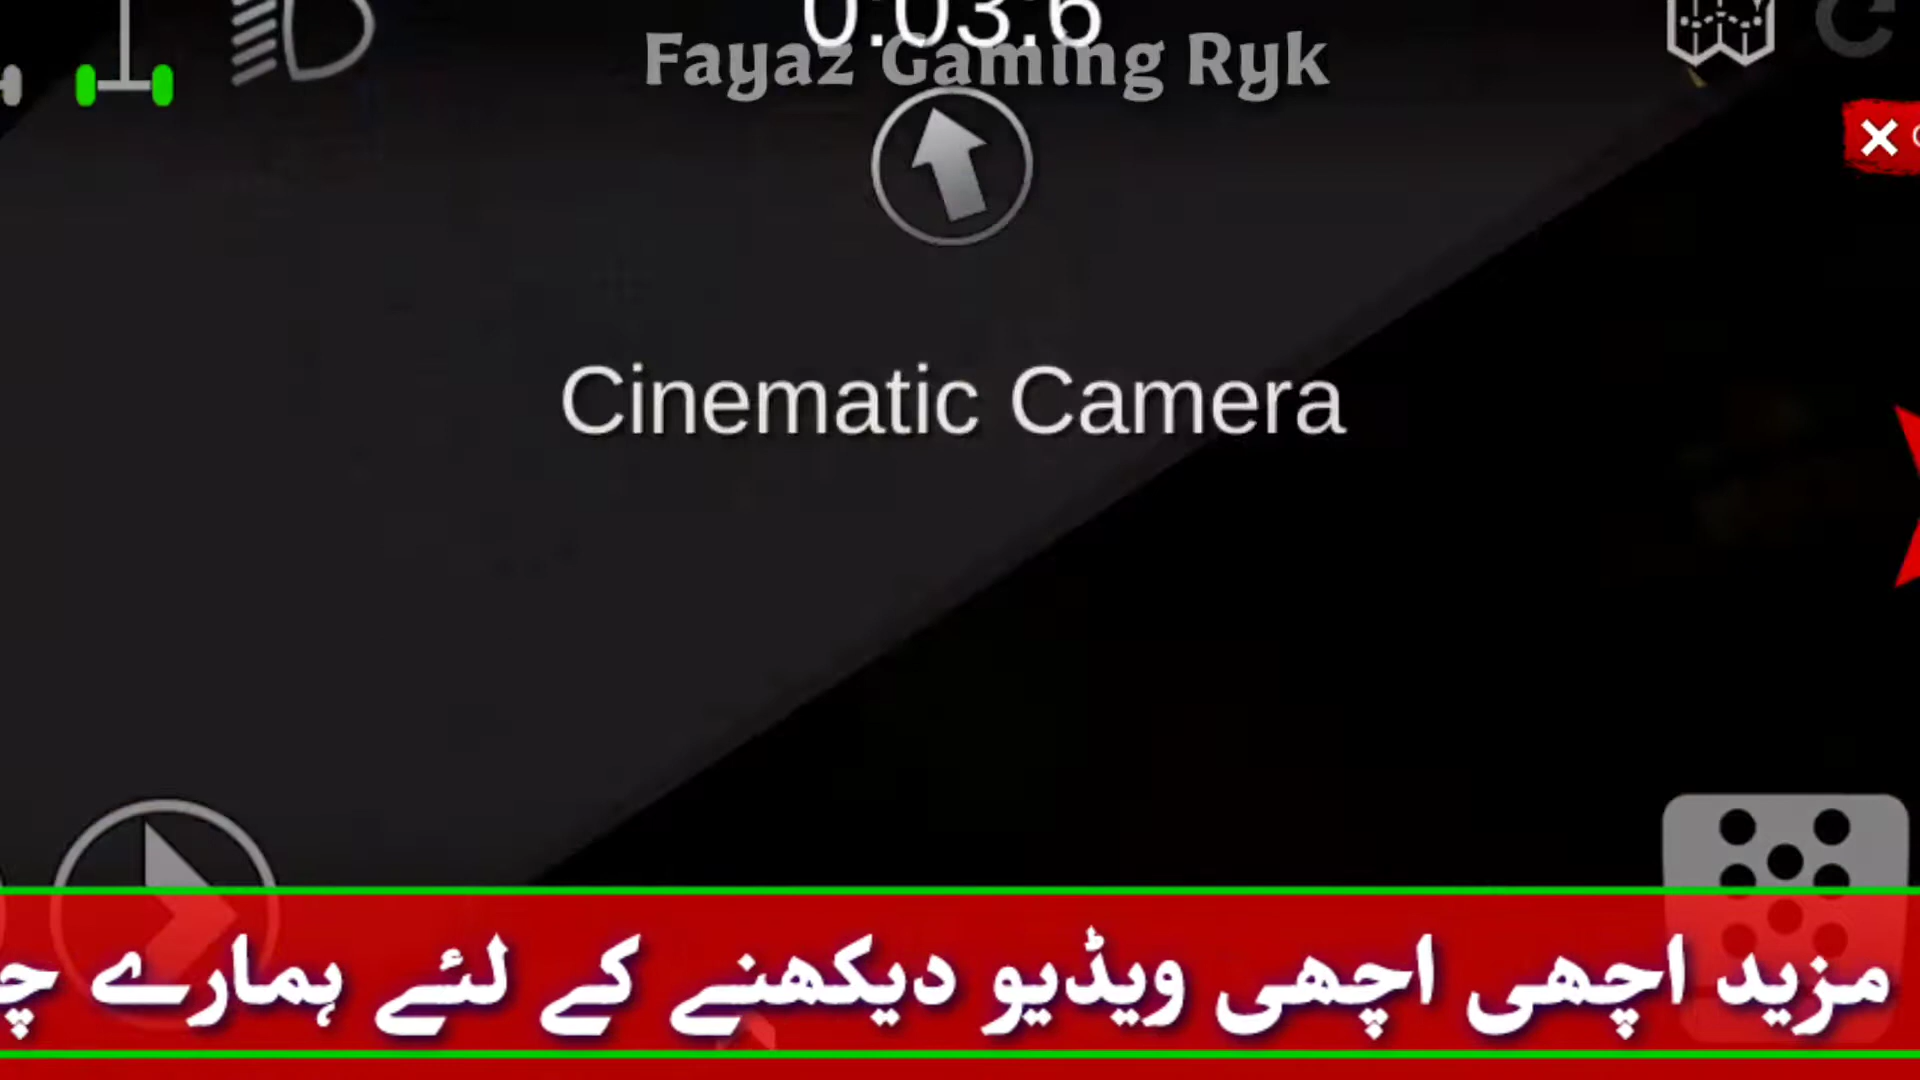 0:03:6
Fayaz Gaming Ryk
Cinematic Camera
مزید اچھی اچھی ویڈیو دیکھنے کے لئے ہمارے